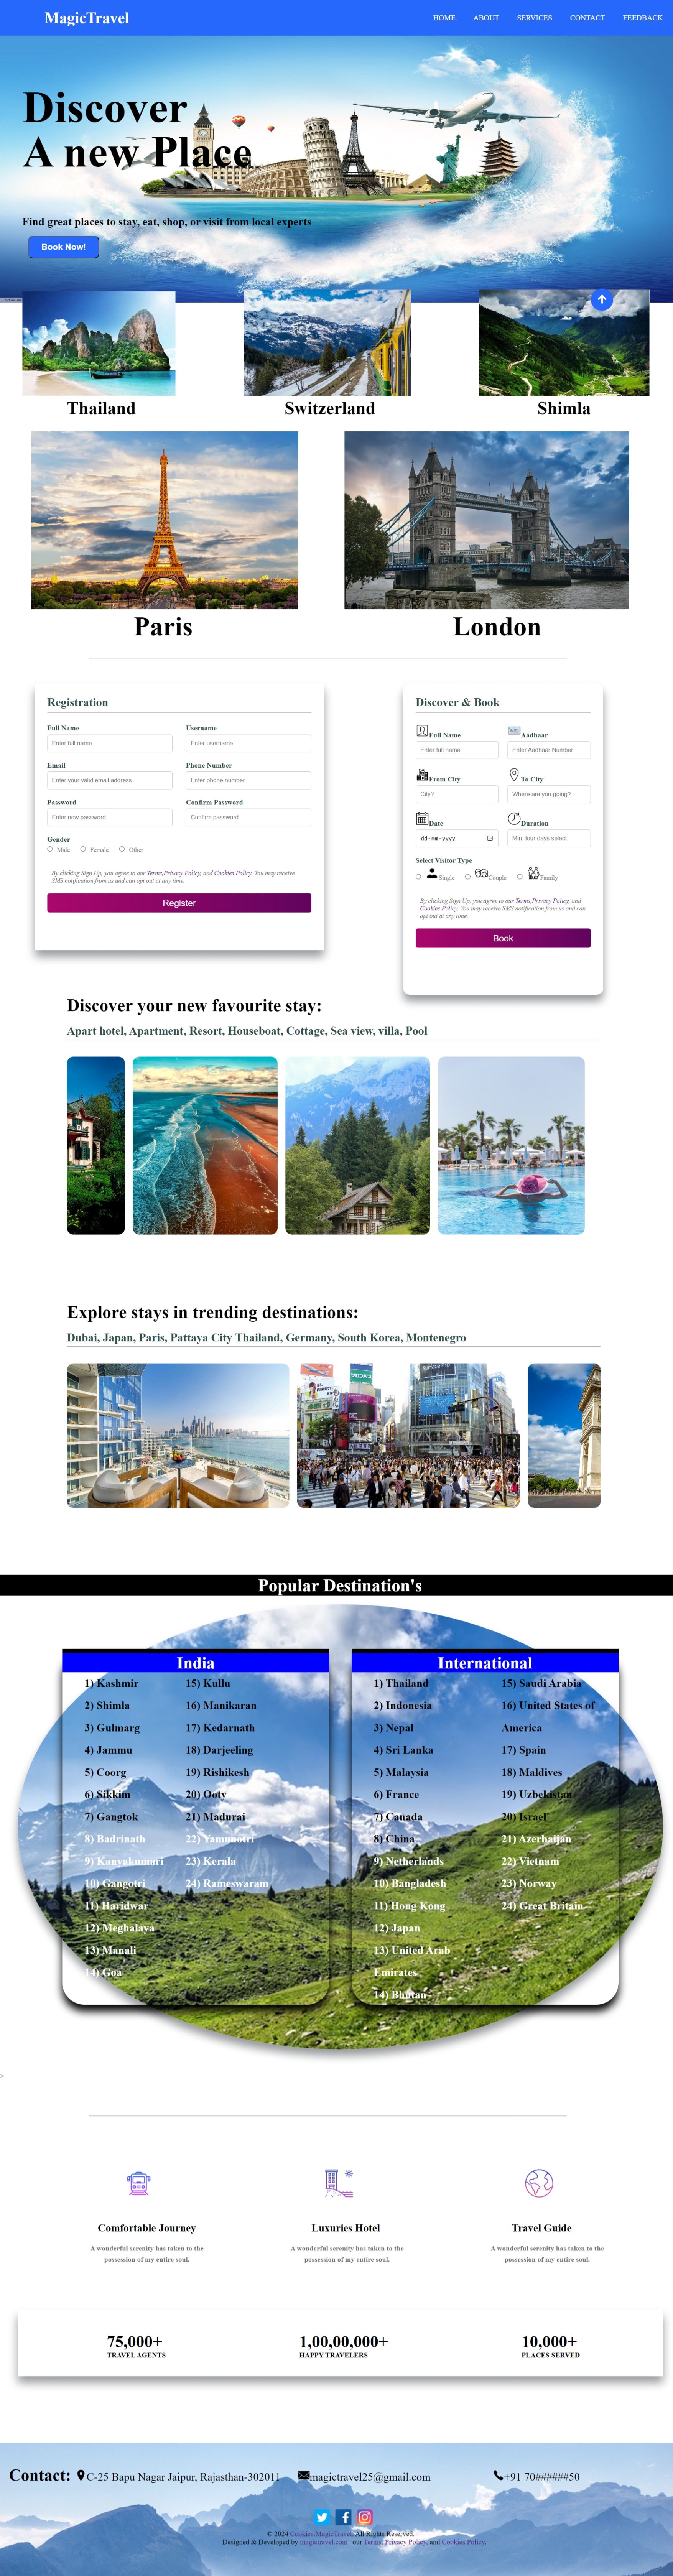 MagicTravel
HOME ABOUT SERVICES CONTACT FEEDBACK
Discover
A new Place
Find great places to stay, eat, shop, or visit from local experts
Book Now!
Thailand
Switzerland
Shimla
Paris
London
Registration
Full Name Username
Enter full name Enter username
Email Phone Number
Enter your valid email address Enter phone number
Password Confirm Password
Enter new password Confirm password
Gender
Male Female Other
By clicking Sign Up, you agree to our Terms,Privacy Policy, and Cookies Policy. You may receive
SMS notification from us and can opt out at any time
Register
Discover & Book
Full Name Aadhaar
Enter full name Enter Aadhaar Number
From City To City
City? Where are you going?
Date Duration
dd-mm-yyyy Min. four days select
Select Visitor Type
Single Couple Family
By clicking Sign Up, you agree to our Terms,Privacy Policy, and
Cookies Policy. You may receive SMS notification from us and can
opt out at any time.
Book
Discover your new favourite stay:
Apart hotel, Apartment, Resort, Houseboat, Cottage, Sea view, villa, Pool
Explore stays in trending destinations:
Dubai, Japan, Paris, Pattaya City Thailand, Germany, South Korea, Montenegro
Popular Destination's
India
1) Kashmir
2) Shimla
3) Gulmarg
4) Jammu
5) Coorg
6) Sikkim
7) Gangtok
8) Badrinath
9) Kanyakumari
10) Gangotri
11) Haridwar
12) Meghalaya
13) Manali
14) Goa
15) Kullu
16) Manikaran
17) Kedarnath
18) Darjeeling
19) Rishikesh
20) Ooty
21) Madurai
22) Yamunotri
23) Kerala
24) Rameswaram
International
1) Thailand
2) Indonesia
3) Nepal
4) Sri Lanka
5) Malaysia
6) France
7) Canada
8) China
9) Netherlands
10) Bangladesh
11) Hong Kong
12) Japan
13) United Arab
Emirates
14) Bhutan
15) Saudi Arabia
16) United States of
America
17) Spain
18) Maldives
19) Uzbekistan
20) Israel
21) Azerbaijan
22) Vietnam
23) Norway
24) Great Britain
>
Comfortable Journey
A wonderful serenity has taken to the
possession of my entire soul.
Luxuries Hotel
A wonderful serenity has taken to the
possession of my entire soul.
Travel Guide
A wonderful serenity has taken to the
possession of my entire soul.
75,000+
TRAVEL AGENTS
1,00,00,000+
HAPPY TRAVELERS
10,000+
PLACES SERVED
Contact: C-25 Bapu Nagar Jaipur, Rajasthan-302011 magictravel25@gmail.com +91 70######50
© 2024 Cookies:MagicTravel. All Rights Reserved.
Designed & Developed by magictravel.com | our Terms, Privacy Policy, and Cookies Policy.